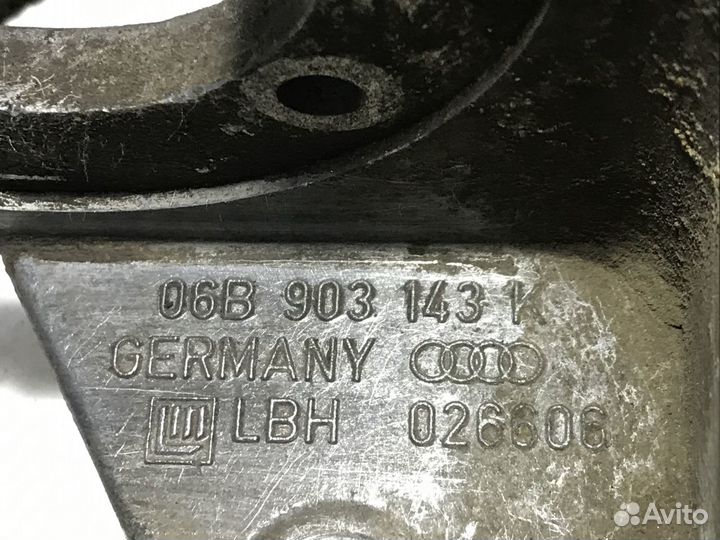 06B 903 143 K
GERMANY
LBH 026606
Avito